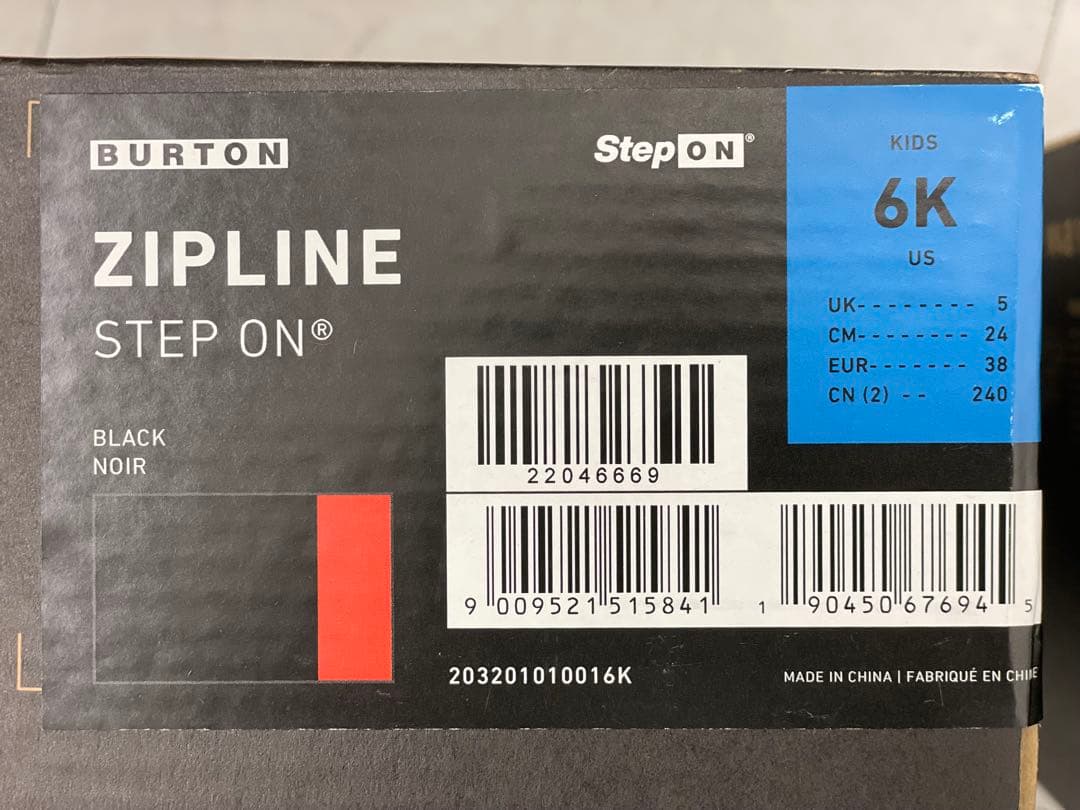 BURTON
StepON®
ZIPLINE
STEP ON®
BLACK
NOIR
KIDS
6K
US
UK- - - - - - - - 5
CM- - - - - - - - 24
EUR- - - - - - - 38
CN (2) - - 240
22046669
9 009521 515841
1 90450 67694 5
203201010016K
MADE IN CHINA | FABRIQUÉ EN CHINE